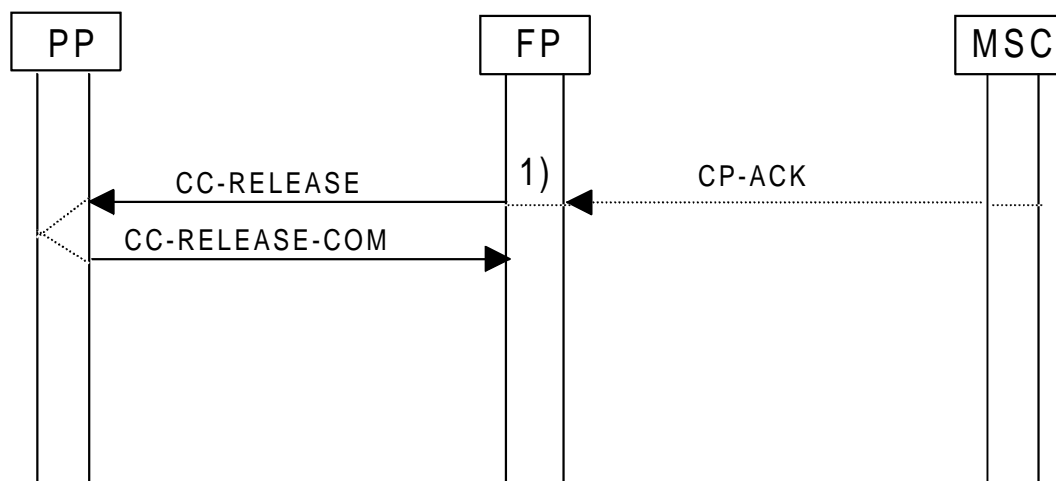 PP FP MSC
1)
CC-RELEASE CP-ACK
CC-RELEASE-COM